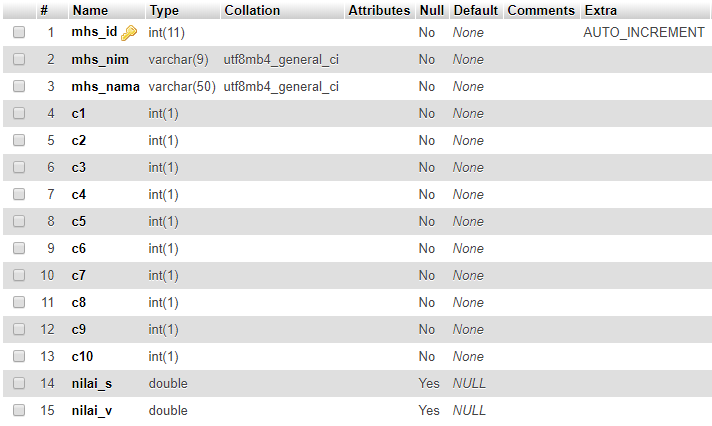 # Name Type Collation Attributes Null Default Comments Extra
1 mhs_id int(11) No None AUTO_INCREMENT
2 mhs_nim varchar(9) utf8mb4_general_ci No None
3 mhs_nama varchar(50) utf8mb4_general_ci No None
4 c1 int(1) No None
5 c2 int(1) No None
6 c3 int(1) No None
7 c4 int(1) No None
8 c5 int(1) No None
9 c6 int(1) No None
10 c7 int(1) No None
11 c8 int(1) No None
12 c9 int(1) No None
13 c10 int(1) No None
14 nilai_s double Yes NULL
15 nilai_v double Yes NULL